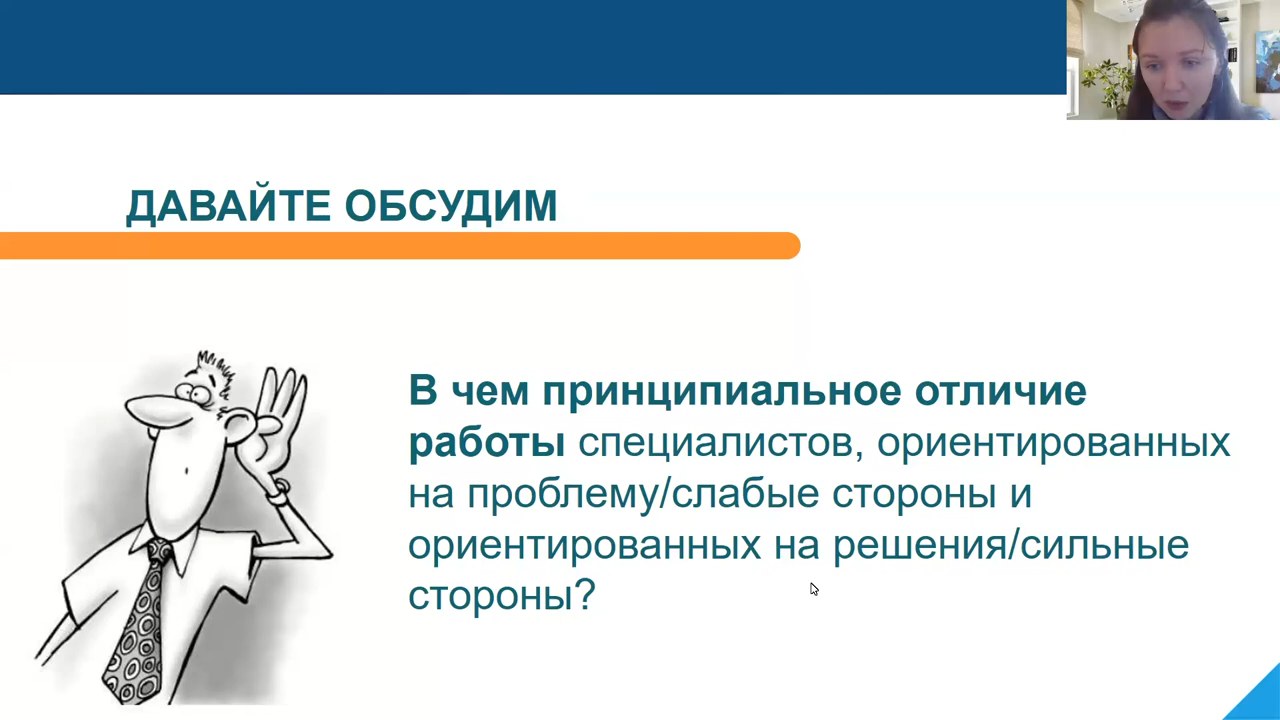 ДАВАЙТЕ ОБСУДИМ
В чем принципиальное отличие
работы специалистов, ориентированных
на проблему/слабые стороны и
ориентированных на решения/сильные
стороны?